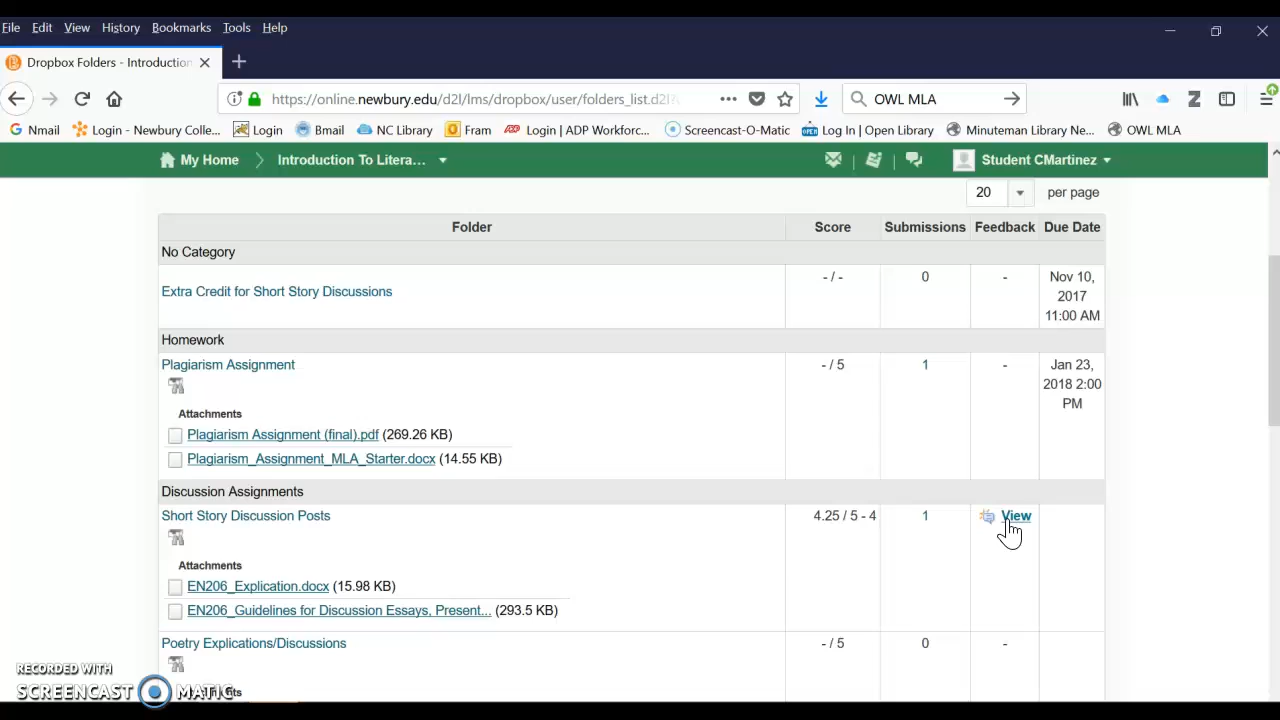 File Edit View History Bookmarks Tools Help
Dropbox Folders - Introduction
https://online.newbury.edu/d2l/lms/dropbox/user/folders_list.d2l? OWL MLA
Nmail Login - Newbury Colle... Login Bmail NC Library Fram Login | ADP Workforc... Screencast-O-Matic Log In | Open Library Minuteman Library Ne... OWL MLA
My Home Introduction To Litera... Student CMartinez
20 per page
Folder Score Submissions Feedback Due Date
No Category
Extra Credit for Short Story Discussions - / - 0 - Nov 10,
2017
11:00 AM
Homework
Plagiarism Assignment - / 5 1 - Jan 23,
2018 2:00
PM
Attachments
Plagiarism Assignment (final).pdf (269.26 KB)
Plagiarism_Assignment_MLA_Starter.docx (14.55 KB)
Discussion Assignments
Short Story Discussion Posts 4.25 / 5 - 4 1 View
Attachments
EN206_Explication.docx (15.98 KB)
EN206_Guidelines for Discussion Essays, Present... (293.5 KB)
Poetry Explications/Discussions - / 5 0 -
RECORDED WITH
SCREENCAST MATIC